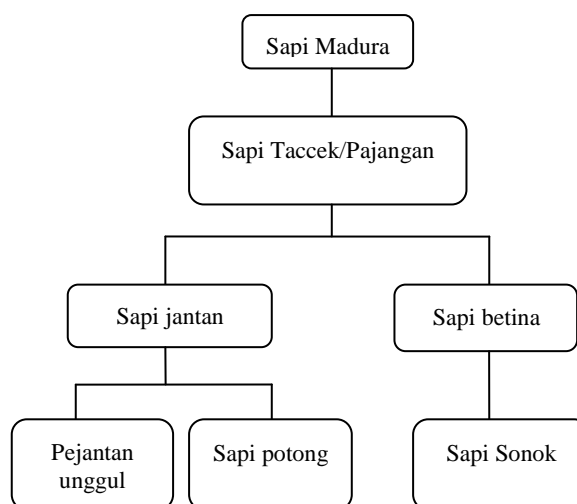 Sapi Madura
Sapi Taccek/Pajangan
Sapi jantan
Sapi betina
Pejantan
unggul
Sapi potong
Sapi Sonok